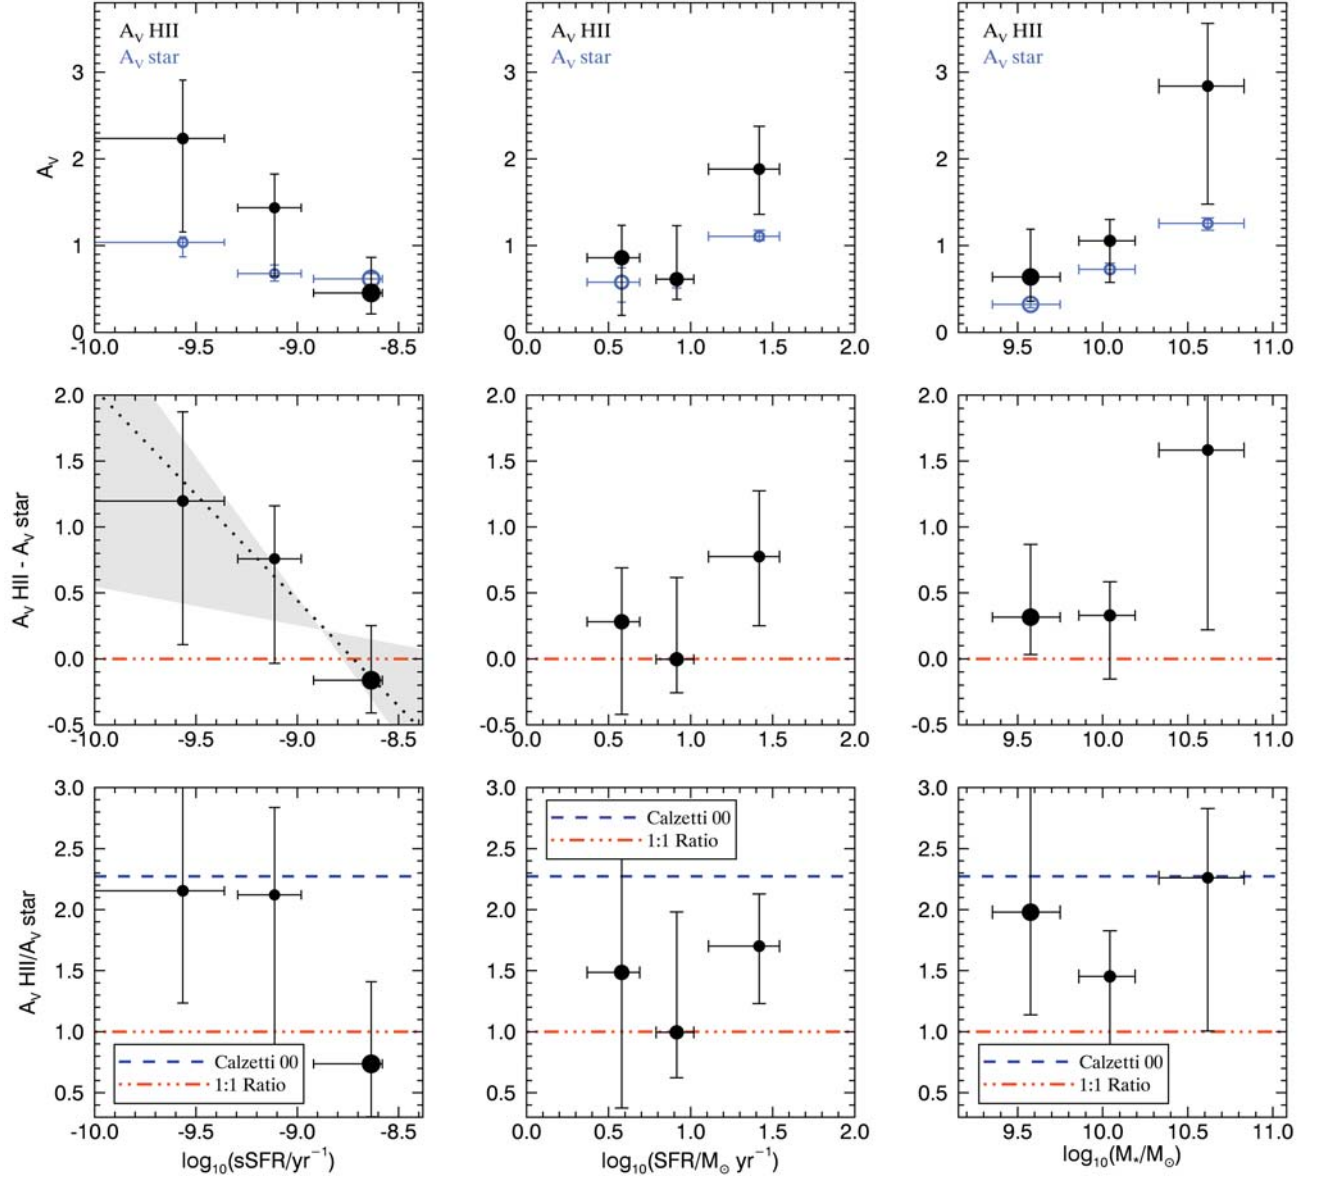 A_V HII
A_V star
A_V HII
A_V star
A_V HII
A_V star
A_V
3
2
1
0
-10.0 -9.5 -9.0 -8.5
3
2
1
0
0.0 0.5 1.0 1.5 2.0
3
2
1
0
9.5 10.0 10.5 11.0
A_V HII - A_V star
2.0
1.5
1.0
0.5
0.0
-0.5
-10.0 -9.5 -9.0 -8.5
2.0
1.5
1.0
0.5
0.0
-0.5
0.0 0.5 1.0 1.5 2.0
2.0
1.5
1.0
0.5
0.0
-0.5
9.5 10.0 10.5 11.0
A_V HII/A_V star
3.0
2.5
2.0
1.5
1.0
0.5
Calzetti 00
1:1 Ratio
-10.0 -9.5 -9.0 -8.5
log₁₀(sSFR/yr⁻¹)
3.0
2.5
2.0
1.5
1.0
0.5
Calzetti 00
1:1 Ratio
0.0 0.5 1.0 1.5 2.0
log₁₀(SFR/M☉ yr⁻¹)
3.0
2.5
2.0
1.5
1.0
0.5
Calzetti 00
1:1 Ratio
9.5 10.0 10.5 11.0
log₁₀(M*/M☉)